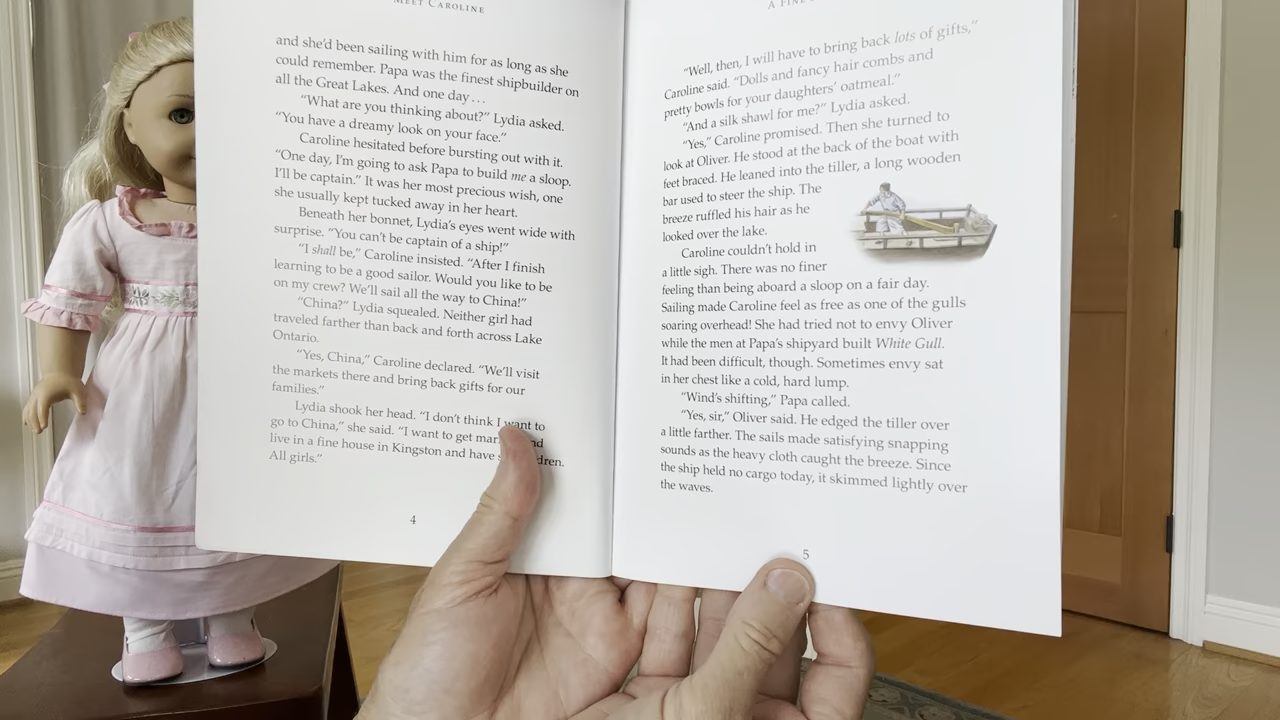 MEET CAROLINE
and she'd been sailing with him for as long as she
could remember. Papa was the finest shipbuilder on
all the Great Lakes. And one day . . .
"What are you thinking about?" Lydia asked.
"You have a dreamy look on your face."
Caroline hesitated before bursting out with it.
"One day, I'm going to ask Papa to build me a sloop.
I'll be captain." It was her most precious wish, one
she usually kept tucked away in her heart.
Beneath her bonnet, Lydia's eyes went wide with
surprise. "You can't be captain of a ship!"
"I shall be," Caroline insisted. "After I finish
learning to be a good sailor. Would you like to be
on my crew? We'll sail all the way to China!"
"China?" Lydia squealed. Neither girl had
traveled farther than back and forth across Lake
Ontario.
"Yes, China," Caroline declared. "We'll visit
the markets there and bring back gifts for our
families."
Lydia shook her head. "I don't think I want to
go to China," she said. "I want to get
live in a fine house in Kingston and have
All girls."
4
A FINE
"Well, then, I will have to bring back lots of gifts,"
Caroline said. "Dolls and fancy hair combs and
pretty bowls for your daughters' oatmeal."
"And a silk shawl for me?" Lydia asked.
"Yes," Caroline promised. Then she turned to
look at Oliver. He stood at the back of the boat with
feet braced. He leaned into the tiller, a long wooden
bar used to steer the ship. The
breeze ruffled his hair as he
looked over the lake.
Caroline couldn't hold in
a little sigh. There was no finer
feeling than being aboard a sloop on a fair day.
Sailing made Caroline feel as free as one of the gulls
soaring overhead! She had tried not to envy Oliver
while the men at Papa's shipyard built White Gull.
It had been difficult, though. Sometimes envy sat
in her chest like a cold, hard lump.
"Wind's shifting," Papa called.
"Yes, sir," Oliver said. He edged the tiller over
a little farther. The sails made satisfying snapping
sounds as the heavy cloth caught the breeze. Since
the ship held no cargo today, it skimmed lightly over
the waves.
5